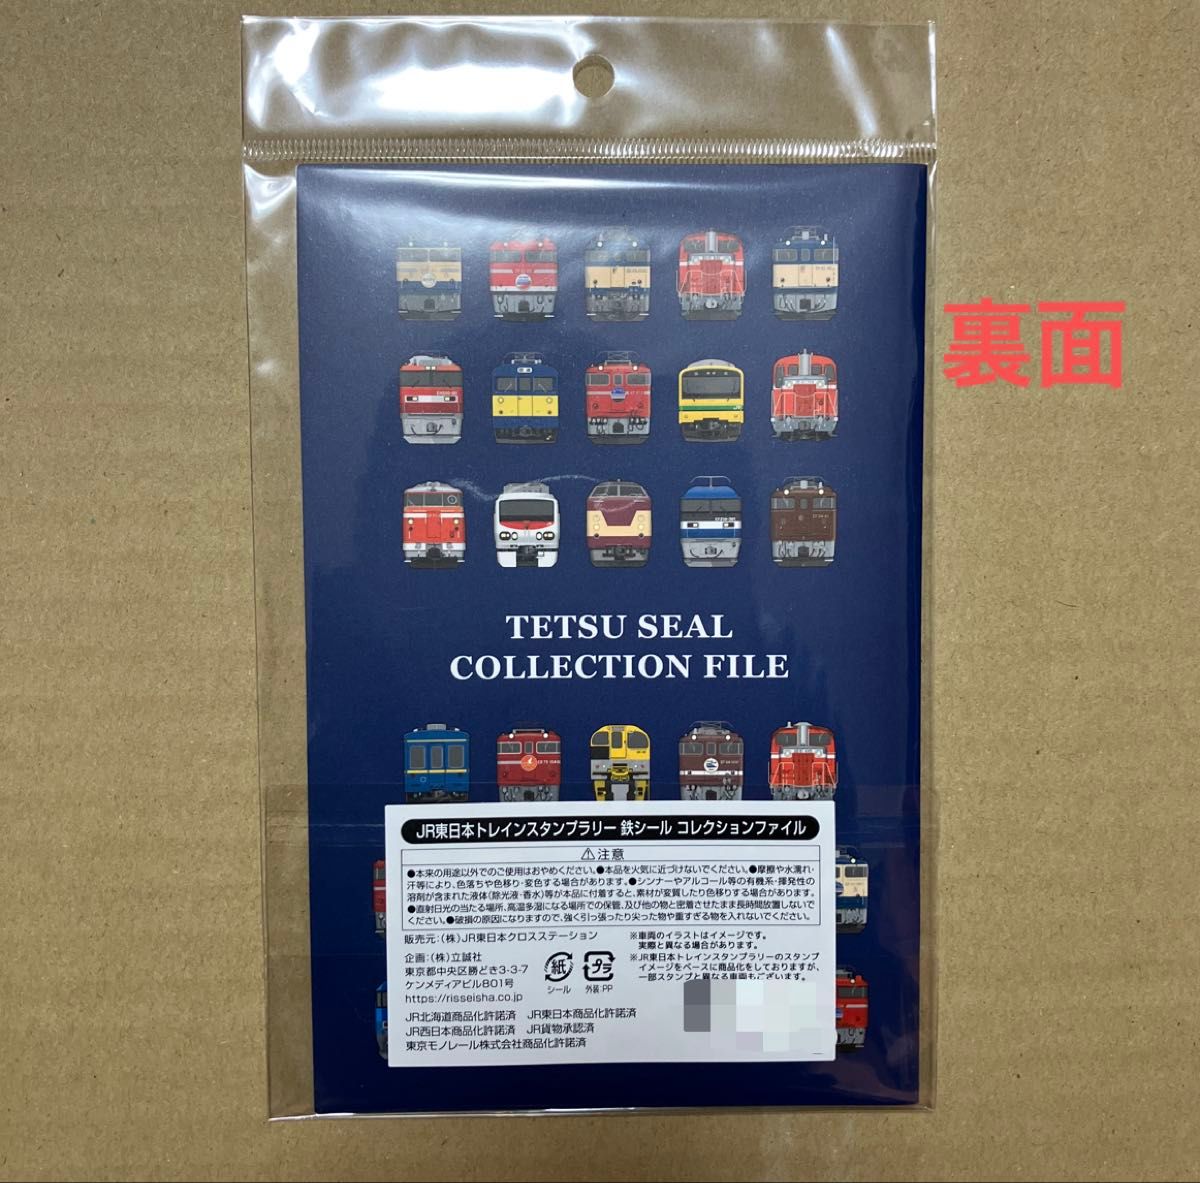 裏面
TETSU SEAL
COLLECTION FILE
JR東日本トレインスタンプラリー 鉄シール コレクションファイル
⚠注意
●本来の用途以外でのご使用はおやめください。●本品を火気に近づけないでください。●摩擦や水濡れ・
汗等により、色落ちや色移り・変色する場合があります。●シンナーやアルコール等の有機系・揮発性の
溶剤が含まれた液体(除光液・香水)等が本品に付着すると、素材が変質したり色移りする場合があります。
●直射日光の当たる場所、高温多湿になる場所での保管、及び他の物と密着させたまま長時間放置しないで
ください。●破損の原因になりますので、強く引っ張ったり尖った物や重すぎる物を入れないでください。
販売元:(株)JR東日本クロスステーション
企画:(株)立誠社
東京都中央区勝どき3-3-7
ケンメディアビル801号
https://risseisha.co.jp
紙
シール
プラ
外装:PP
※車両のイラストはイメージです。
実際と異なる場合があります。
※JR東日本トレインスタンプラリーのスタンプ
イメージをベースに商品化をしておりますが、
一部スタンプと異なる車両もございます。
JR北海道商品化許諾済 JR東日本商品化許諾済
JR西日本商品化許諾済 JR貨物承認済
東京モノレール株式会社商品化許諾済